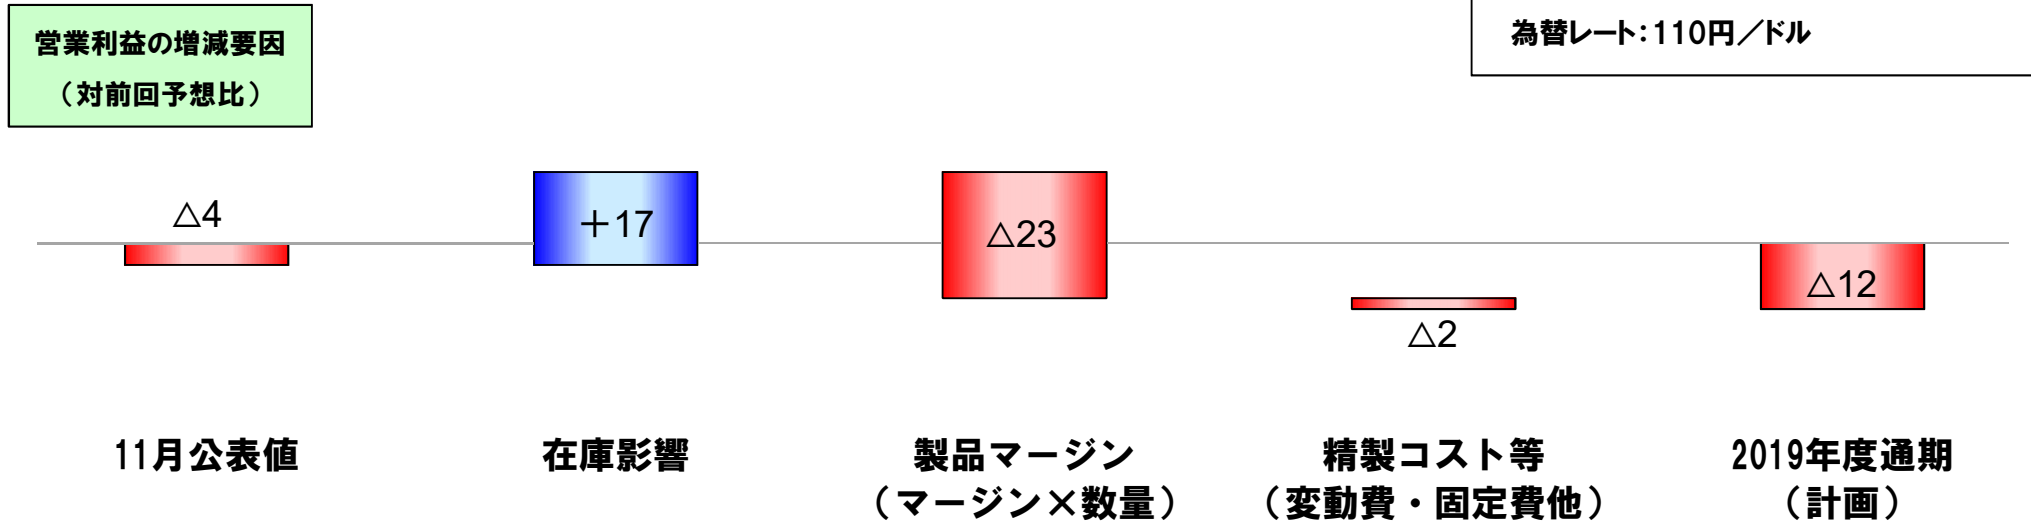 営業利益の増減要因
（対前回予想比）
為替レート：110円／ドル
△4
＋17
△23
△2
△12
11月公表値
在庫影響
製品マージン
（マージン×数量）
精製コスト等
（変動費・固定費他）
2019年度通期
（計画）